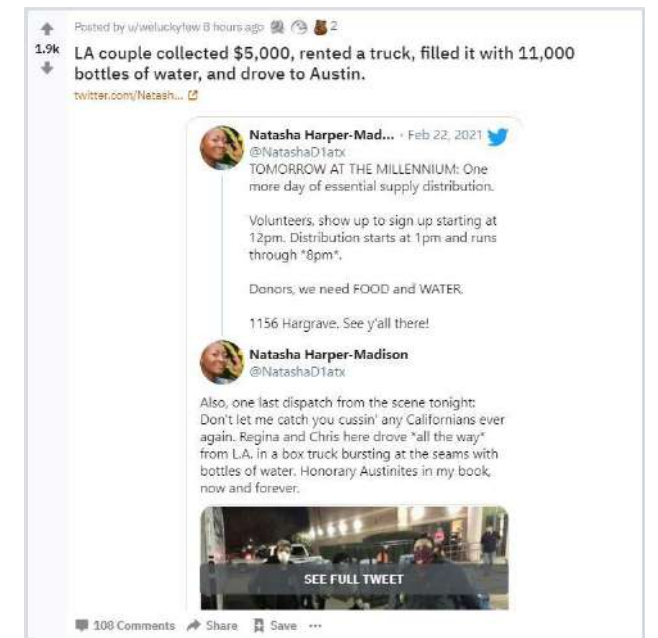 Posted by u/weluckyfew 8 hours ago 2
1.9k
LA couple collected $5,000, rented a truck, filled it with 11,000
bottles of water, and drove to Austin.
twitter.com/Natash...
Natasha Harper-Mad... · Feb 22, 2021
@NatashaD1atx
TOMORROW AT THE MILLENNIUM: One
more day of essential supply distribution.
Volunteers, show up to sign up starting at
12pm. Distribution starts at 1pm and runs
through *8pm*.
Donors, we need FOOD and WATER.
1156 Hargrave. See y'all there!
Natasha Harper-Madison
@NatashaD1atx
Also, one last dispatch from the scene tonight:
Don't let me catch you cussin' any Californians ever
again. Regina and Chris here drove *all the way*
from L.A. in a box truck bursting at the seams with
bottles of water. Honorary Austinites in my book,
now and forever.
SEE FULL TWEET
108 Comments Share Save ...